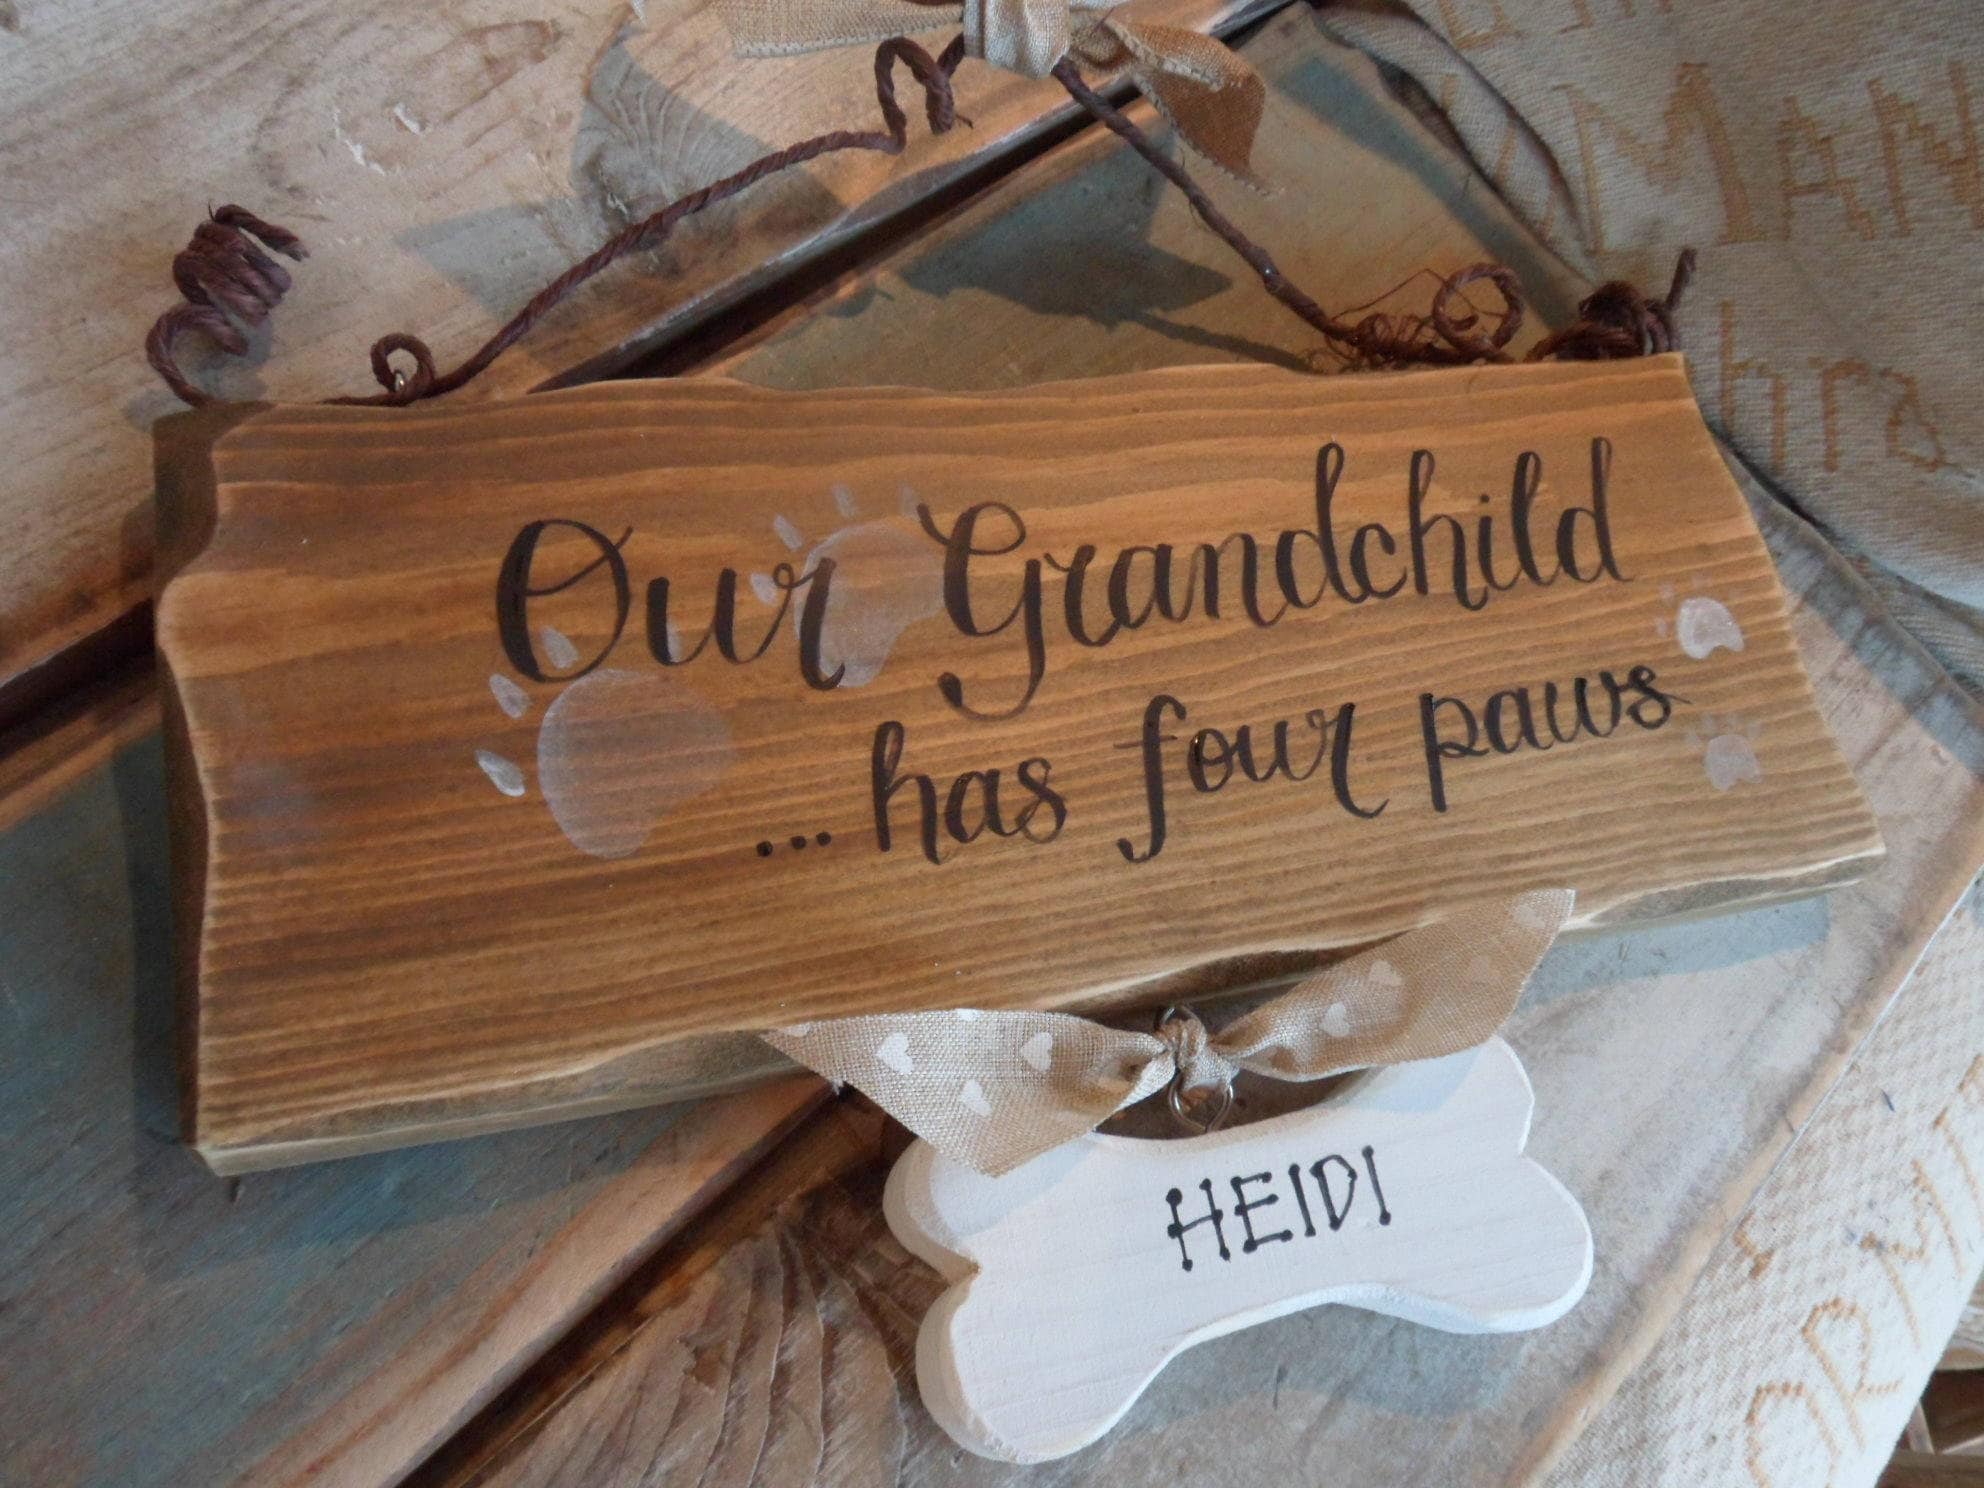 Our Grandchild
... has four paws
HEIDI